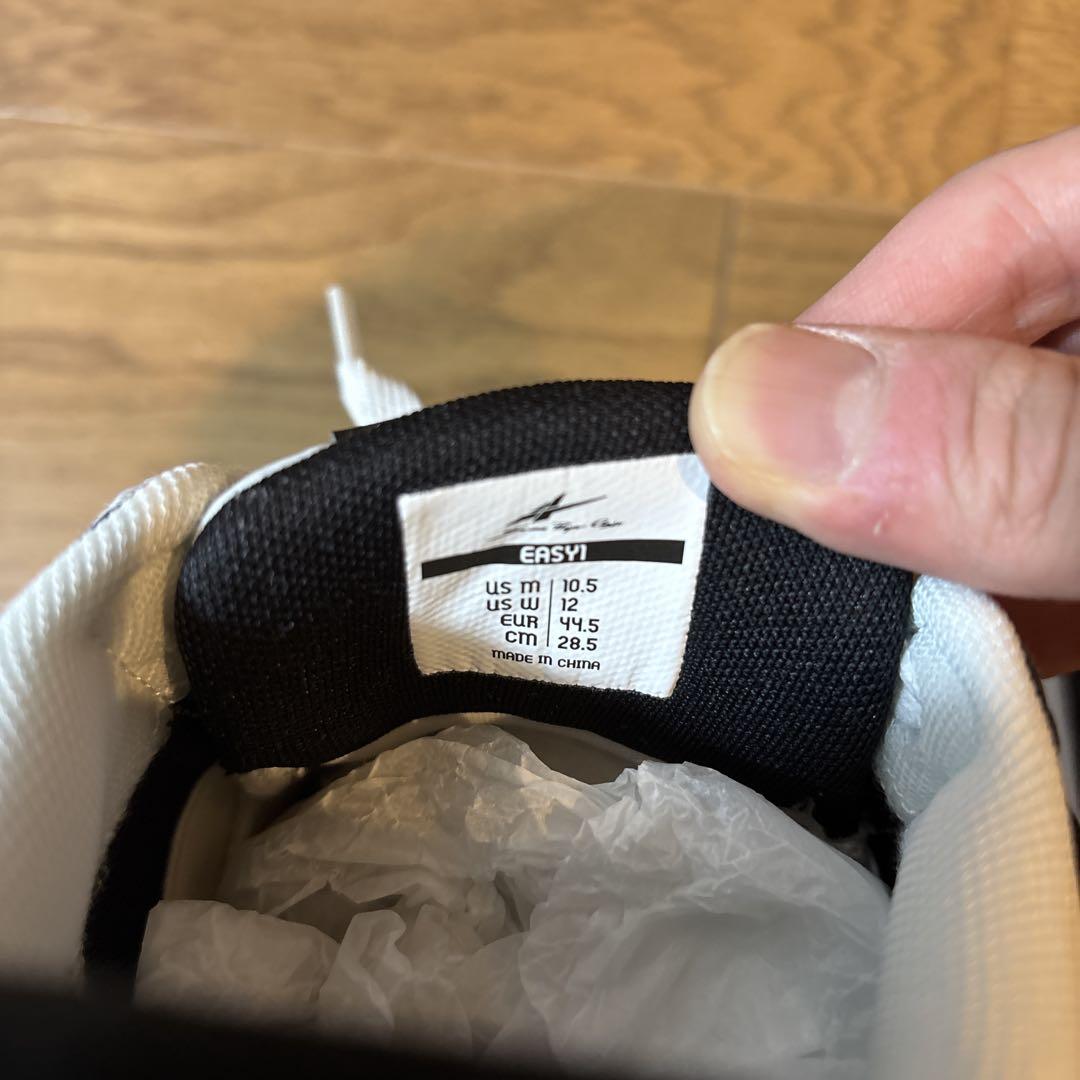 EASY1
US M 10.5
US W 12
EUR 44.5
CM 28.5
MADE IN CHINA